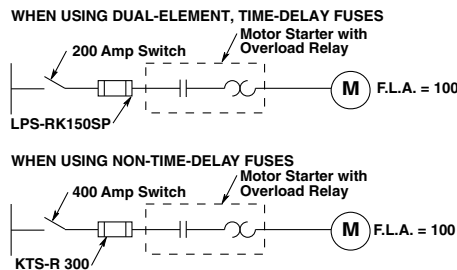 WHEN USING DUAL-ELEMENT, TIME-DELAY FUSES
Motor Starter with
Overload Relay
200 Amp Switch
M
F.L.A. = 100
LPS-RK150SP
WHEN USING NON-TIME-DELAY FUSES
Motor Starter with
Overload Relay
400 Amp Switch
M
F.L.A. = 100
KTS-R 300